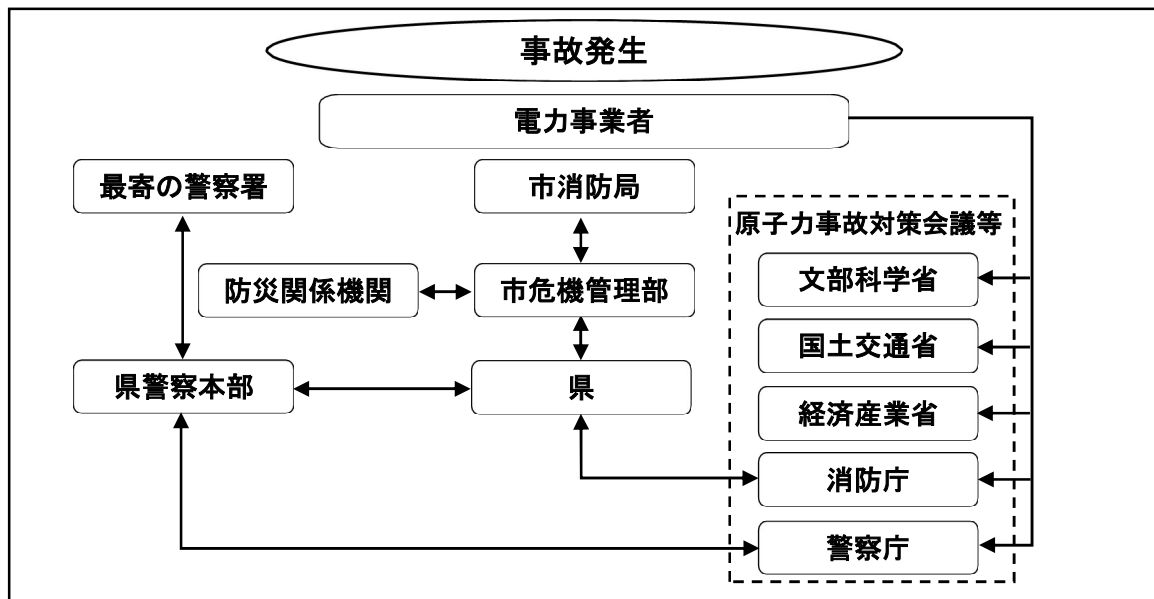 事故発生
電力事業者
最寄の警察署
市消防局
原子力事故対策会議等
防災関係機関
市危機管理部
文部科学省
国土交通省
県警察本部
県
経済産業省
消防庁
警察庁